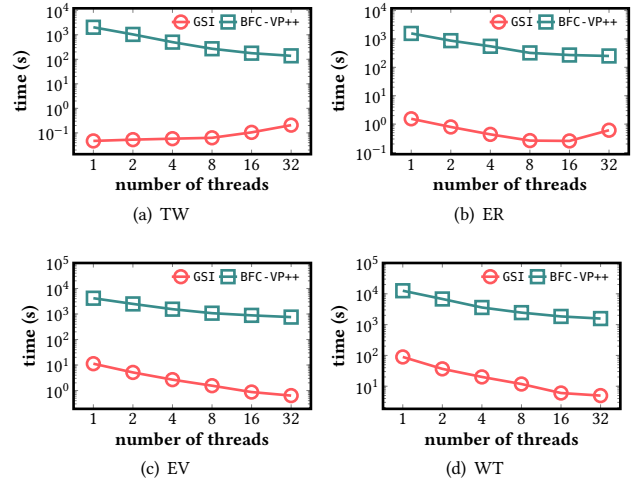 GSI BFC-VP++
10^4
10^2
10^0
10^-1
time (s)
1 2 4 8 16 32
number of threads
(a) TW
GSI BFC-VP++
10^4
10^3
10^2
10^1
10^0
10^-1
time (s)
1 2 4 8 16 32
number of threads
(b) ER
GSI BFC-VP++
10^5
10^4
10^3
10^2
10^1
10^0
time (s)
1 2 4 8 16 32
number of threads
(c) EV
GSI BFC-VP++
10^5
10^4
10^3
10^2
10^1
time (s)
1 2 4 8 16 32
number of threads
(d) WT